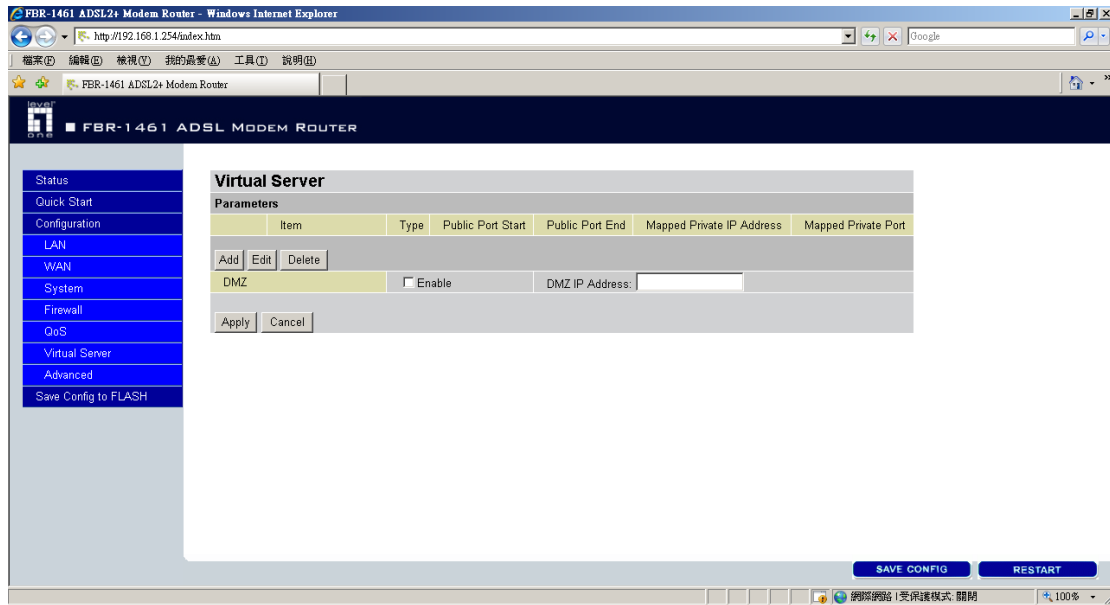 FBR-1461 ADSL2+ Modem Router - Windows Internet Explorer
http://192.168.1.254/index.htm
Google
檔案(F) 編輯(E) 檢視(V) 我的最愛(A) 工具(T) 說明(H)
FBR-1461 ADSL2+ Modem Router
level one
FBR-1461 ADSL Modem Router
Status
Quick Start
Configuration
LAN
WAN
System
Firewall
QoS
Virtual Server
Advanced
Save Config to FLASH
Virtual Server
Parameters
Item Type Public Port Start Public Port End Mapped Private IP Address Mapped Private Port
Add Edit Delete
DMZ Enable DMZ IP Address:
Apply Cancel
SAVE CONFIG RESTART
網際網路 | 受保護模式: 關閉 100%